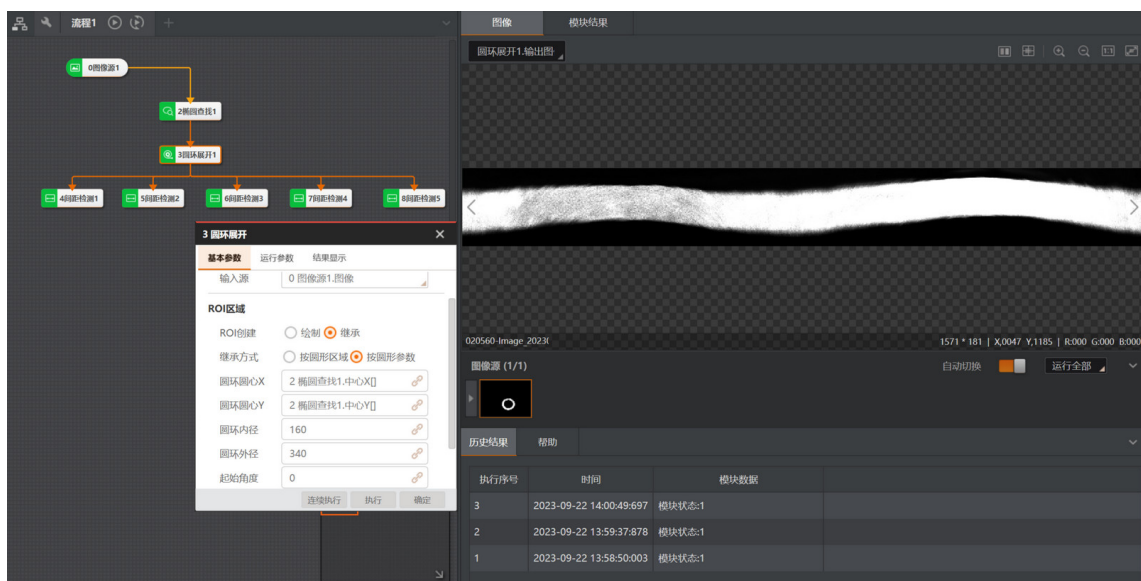 流程1
图像 模块结果
圆环展开1.输出图
0图像源1
2椭圆查找1
3圆环展开1
4间距检测1 5间距检测2 6间距检测3 7间距检测4 8间距检测5
3 圆环展开
基本参数 运行参数 结果显示
输入源 0 图像源1.图像
ROI区域
ROI创建 绘制 继承
继承方式 按圆形区域 按圆形参数
圆环圆心X 2 椭圆查找1.中心X[]
圆环圆心Y 2 椭圆查找1.中心Y[]
圆环内径 160
圆环外径 340
起始角度 0
连续执行 执行 确定
020560-Image_2023( 1571 * 181 | X,0047 Y,1185 | R:000 G:000 B:000
图像源 (1/1) 自动切换 运行全部
历史结果 帮助
执行序号 时间 模块数据
3 2023-09-22 14:00:49:697 模块状态:1
2 2023-09-22 13:59:37:878 模块状态:1
1 2023-09-22 13:58:50:003 模块状态:1